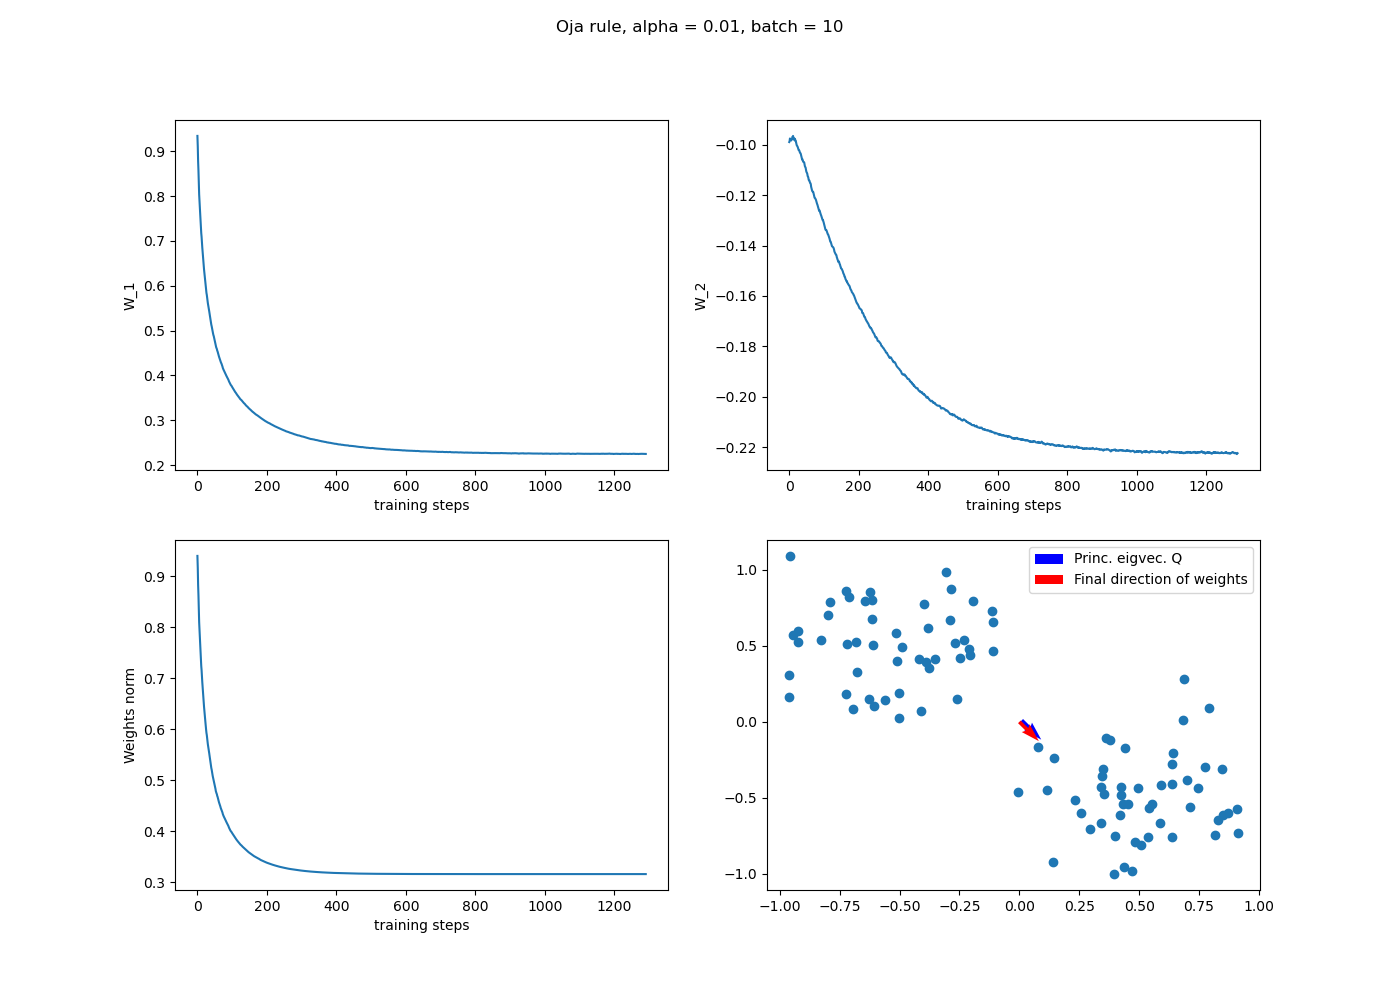 Oja rule, alpha = 0.01, batch = 10
0.9
0.8
0.7
0.6
0.5
0.4
0.3
0.2
W_1
0 200 400 600 800 1000 1200
training steps
−0.10
−0.12
−0.14
−0.16
−0.18
−0.20
−0.22
W_2
0 200 400 600 800 1000 1200
training steps
0.9
0.8
0.7
0.6
0.5
0.4
0.3
Weights norm
0 200 400 600 800 1000 1200
training steps
Princ. eigvec. Q
Final direction of weights
1.0
0.5
0.0
−0.5
−1.0
−1.00 −0.75 −0.50 −0.25 0.00 0.25 0.50 0.75 1.00